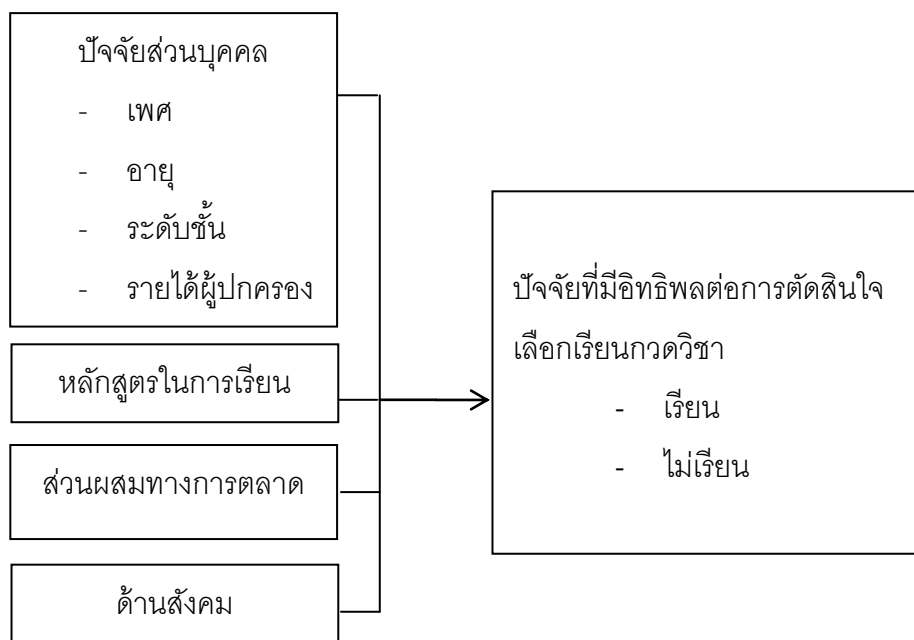 ปัจจัยส่วนบุคคล
- เพศ
- อายุ
- ระดับชั้น
- รายได้ผู้ปกครอง
หลักสูตรในการเรียน
ส่วนผสมทางการตลาด
ด้านสังคม
ปัจจัยที่มีอิทธิพลต่อการตัดสินใจ
เลือกเรียนกวดวิชา
- เรียน
- ไม่เรียน